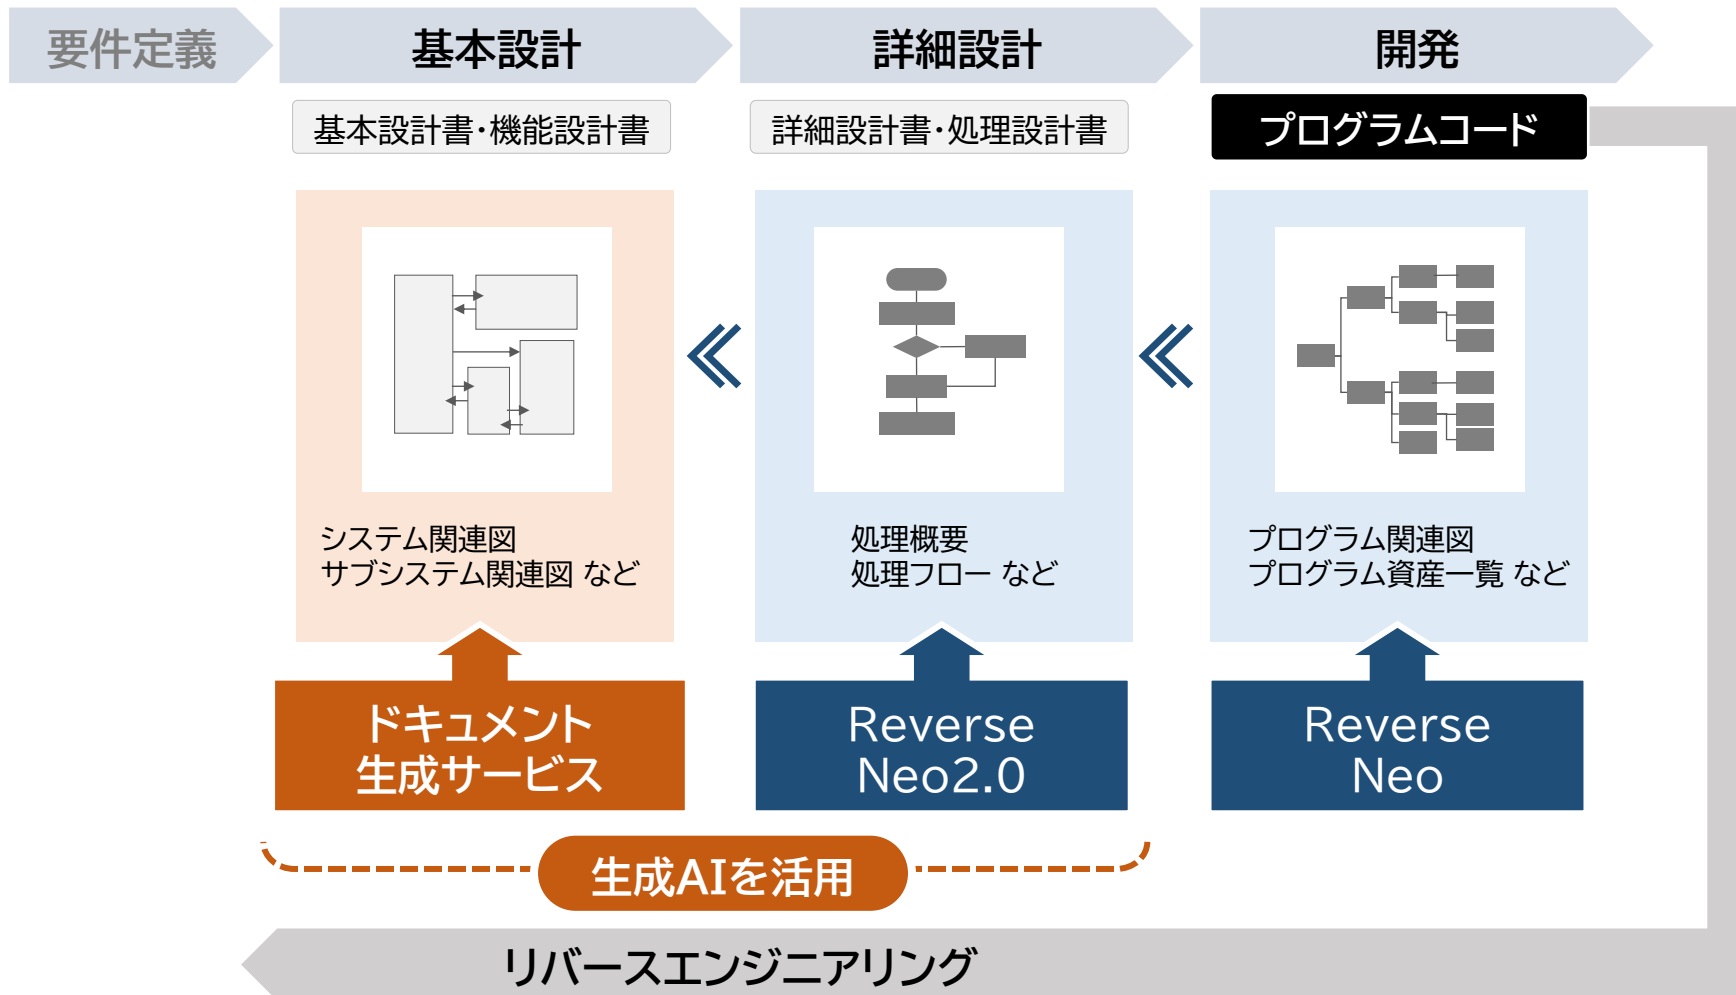 要件定義
基本設計
詳細設計
開発
基本設計書・機能設計書
詳細設計書・処理設計書
プログラムコード
システム関連図
サブシステム関連図 など
処理概要
処理フロー など
プログラム関連図
プログラム資産一覧 など
ドキュメント
生成サービス
Reverse
Neo2.0
Reverse
Neo
生成AIを活用
リバースエンジニアリング